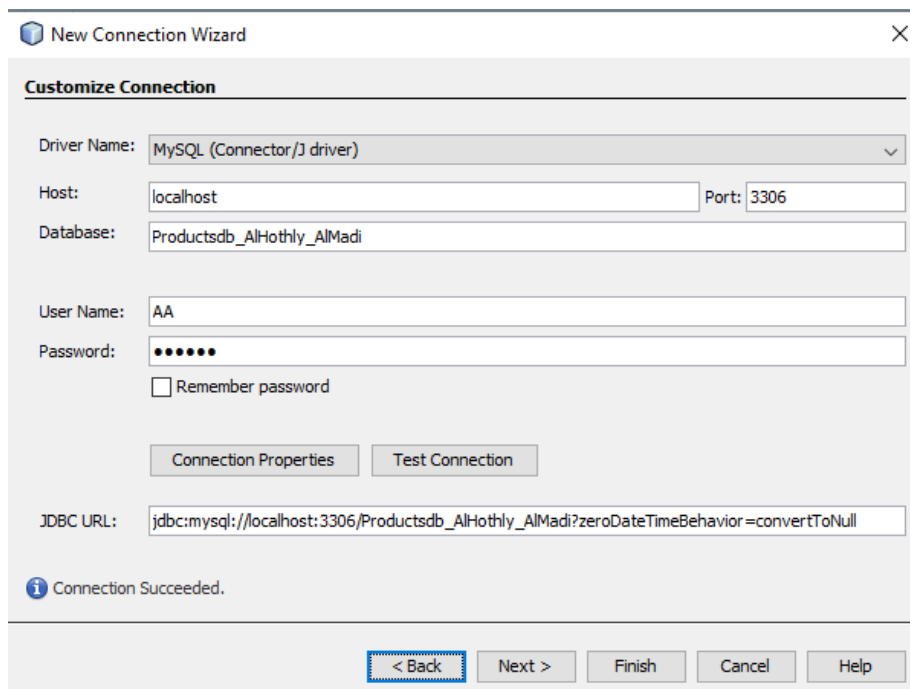 New Connection Wizard
Customize Connection
Driver Name: MySQL (Connector/J driver)
Host: localhost Port: 3306
Database: Productsdb_AlHothly_AlMadi
User Name: AA
Password: ●●●●●●
Remember password
Connection Properties Test Connection
JDBC URL: jdbc:mysql://localhost:3306/Productsdb_AlHothly_AlMadi?zeroDateTimeBehavior=convertToNull
Connection Succeeded.
< Back Next > Finish Cancel Help